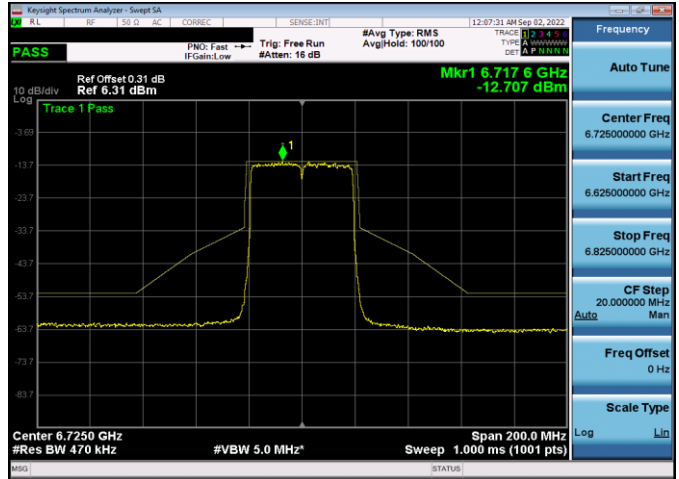 Keysight Spectrum Analyzer - Swept SA
RL RF 50 Ω AC CORREC SENSE:INT 12:07:31 AM Sep 02, 2022
PASS
PNO: Fast
IFGain:Low
Trig: Free Run
#Atten: 16 dB
#Avg Type: RMS
Avg|Hold: 100/100
TRACE 1 2 3 4 5 6
TYPE A WWWWW
DET A P N N N N
Ref Offset 0.31 dB
10 dB/div Ref 6.31 dBm
Mkr1 6.717 6 GHz
-12.707 dBm
Log
Trace 1 Pass
1
-3.69
-13.7
-23.7
-33.7
-43.7
-53.7
-63.7
-73.7
-83.7
Center 6.7250 GHz Span 200.0 MHz
#Res BW 470 kHz #VBW 5.0 MHz* Sweep 1.000 ms (1001 pts)
MSG STATUS
Frequency
Auto Tune
Center Freq
6.725000000 GHz
Start Freq
6.625000000 GHz
Stop Freq
6.825000000 GHz
CF Step
20.000000 MHz
Auto Man
Freq Offset
0 Hz
Scale Type
Log Lin